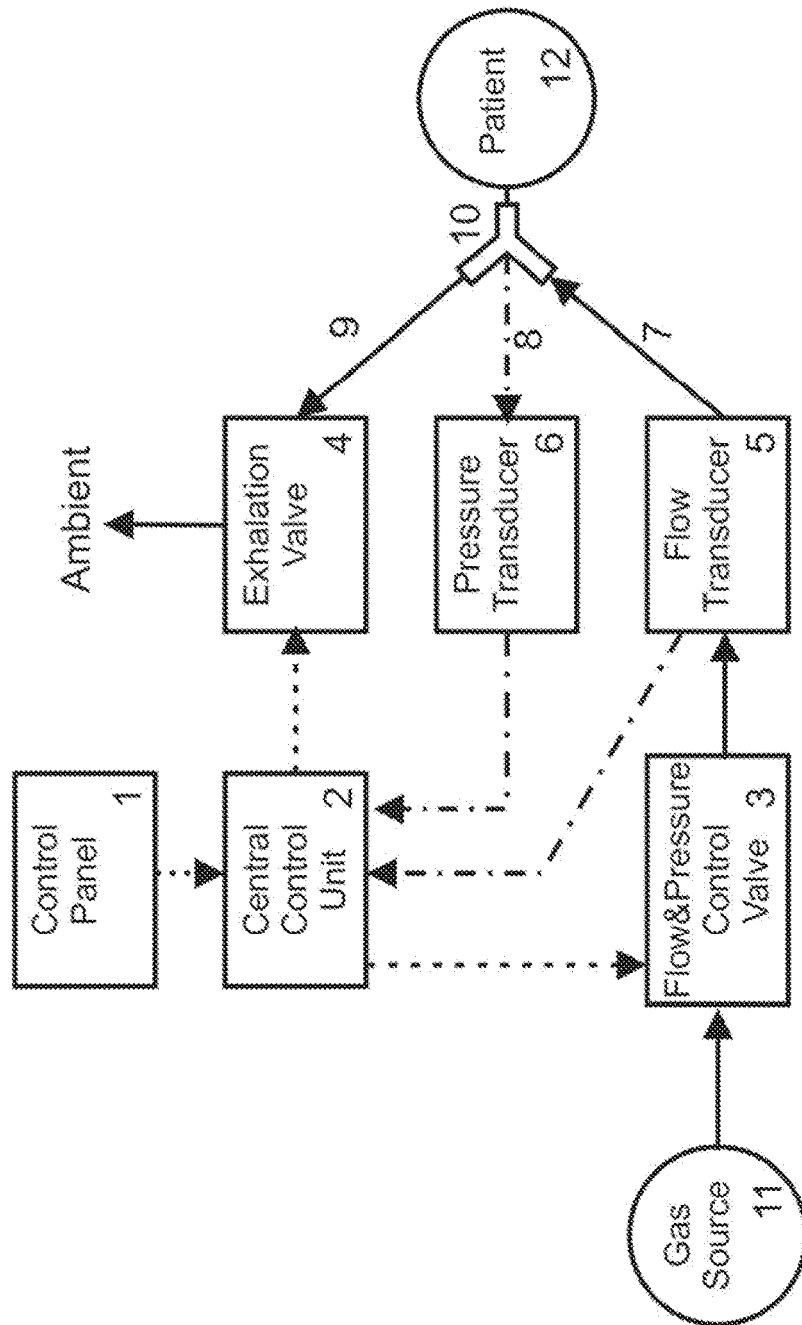 Control
Panel
1
Central
Control
Unit
2
Ambient
Exhalation
Valve
4
9
Pressure
Transducer
6
8
10
Patient
12
Gas
Source
11
Flow&Pressure
Control
Valve
3
Flow
Transducer
5
7